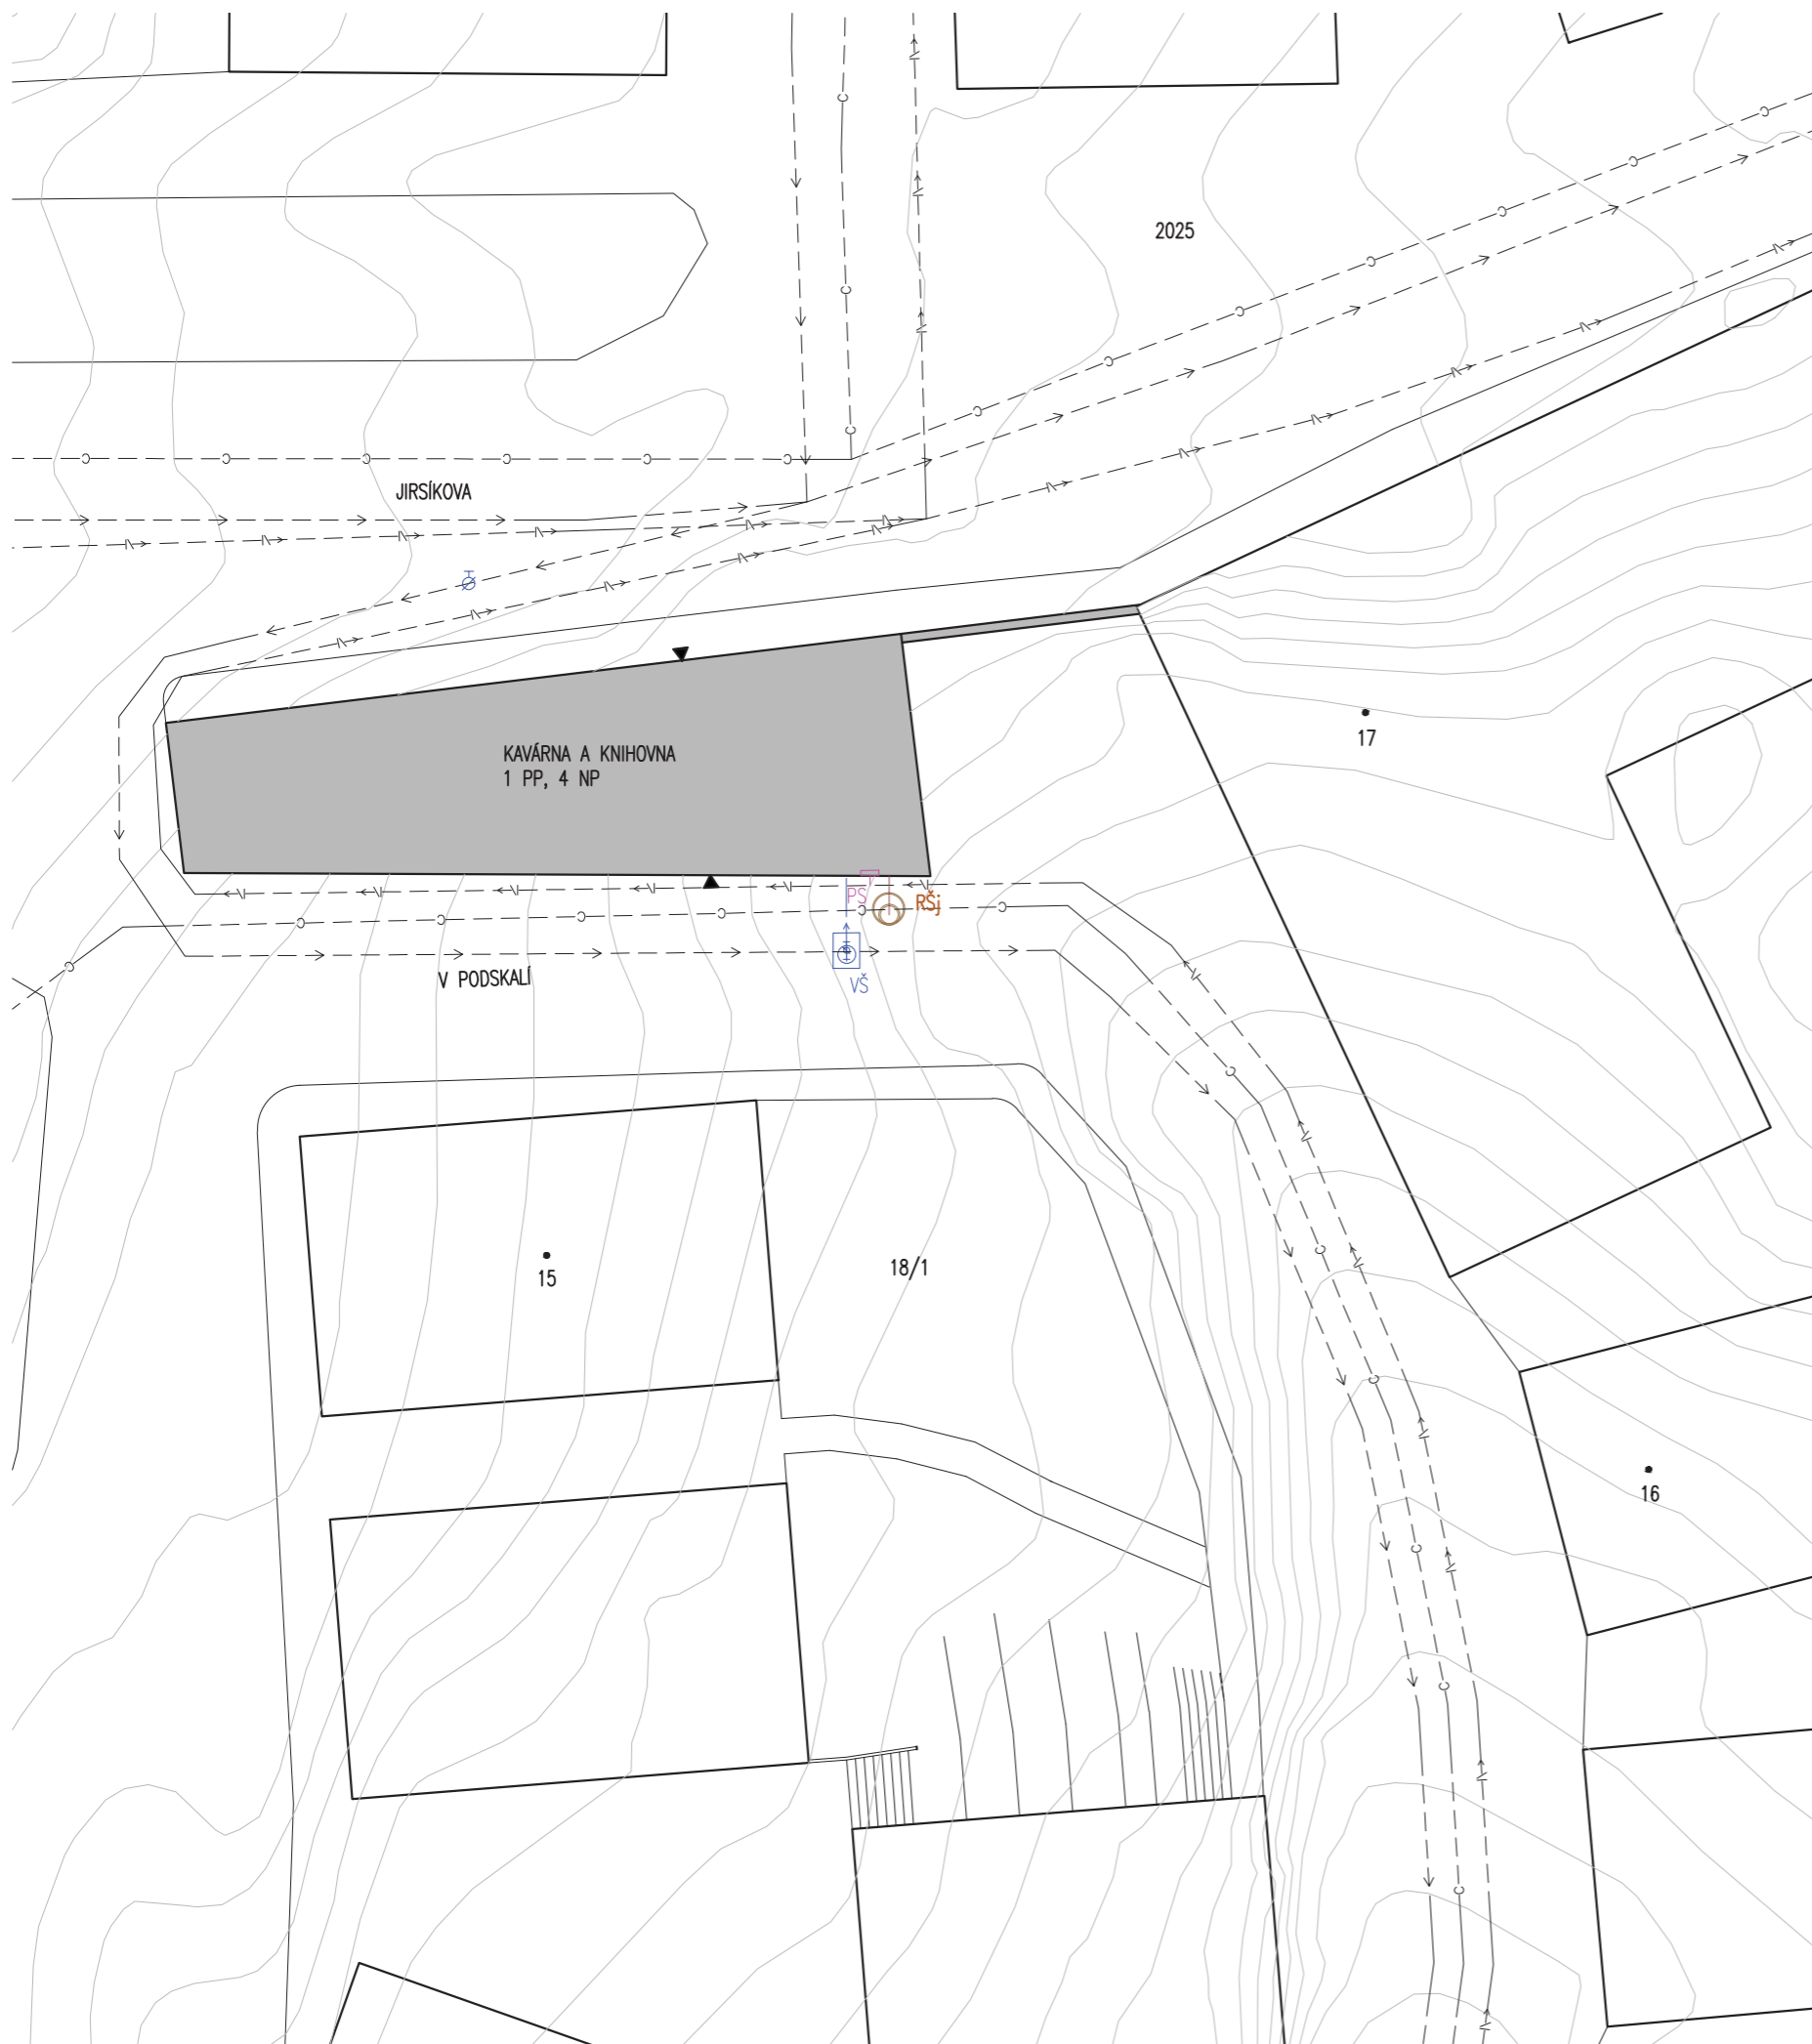 2025
JIRSÍKOVA
17
KAVÁRNA A KNIHOVNA
1 PP, 4 NP
PS
RŠj
VŠ
V PODSKALÍ
15
18/1
16